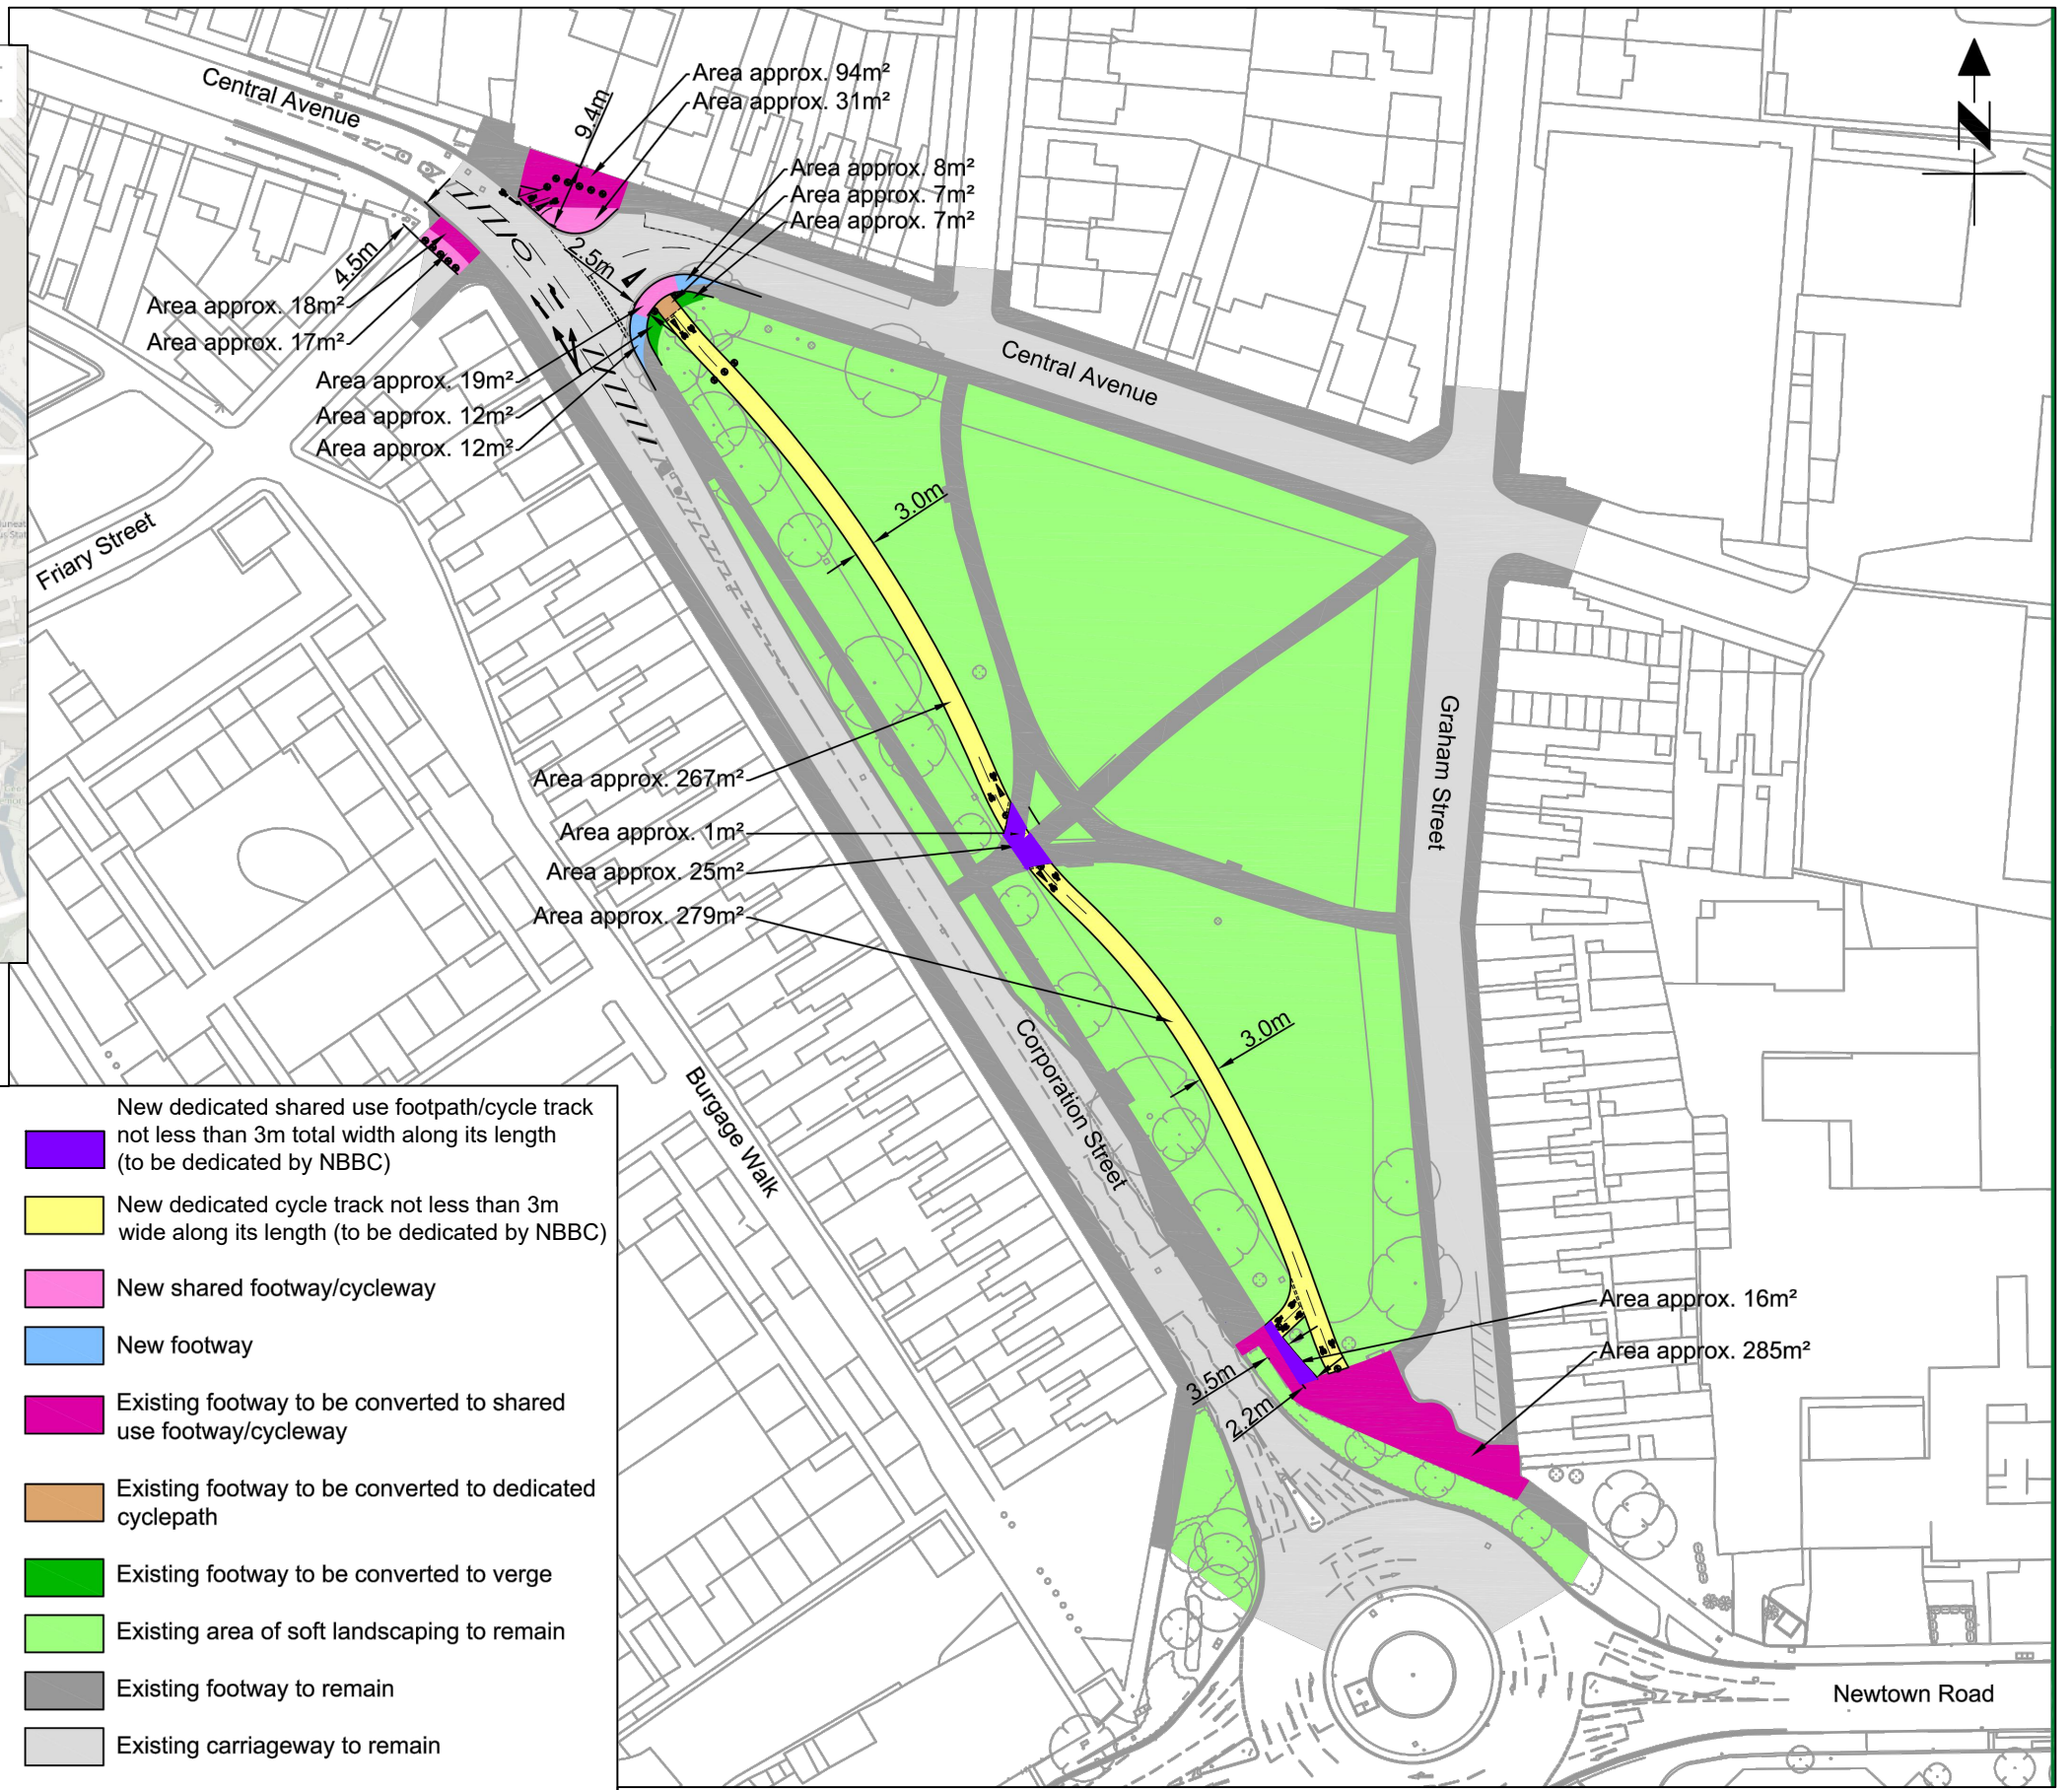 Central Avenue
9.4m
Area approx. 94m²
Area approx. 31m²
Area approx. 8m²
Area approx. 7m²
Area approx. 7m²
N
4.5m
2.5m
Area approx. 18m²
Area approx. 17m²
Area approx. 19m²
Area approx. 12m²
Area approx. 12m²
Central Avenue
Friary Street
3.0m
Graham Street
Area approx. 267m²
Area approx. 1m²
Area approx. 25m²
Area approx. 279m²
3.0m
Corporation Street
Burgage Walk
Area approx. 16m²
Area approx. 285m²
3.5m
2.2m
Newtown Road
New dedicated shared use footpath/cycle track
not less than 3m total width along its length
(to be dedicated by NBBC)
New dedicated cycle track not less than 3m
wide along its length (to be dedicated by NBBC)
New shared footway/cycleway
New footway
Existing footway to be converted to shared
use footway/cycleway
Existing footway to be converted to dedicated
cyclepath
Existing footway to be converted to verge
Existing area of soft landscaping to remain
Existing footway to remain
Existing carriageway to remain